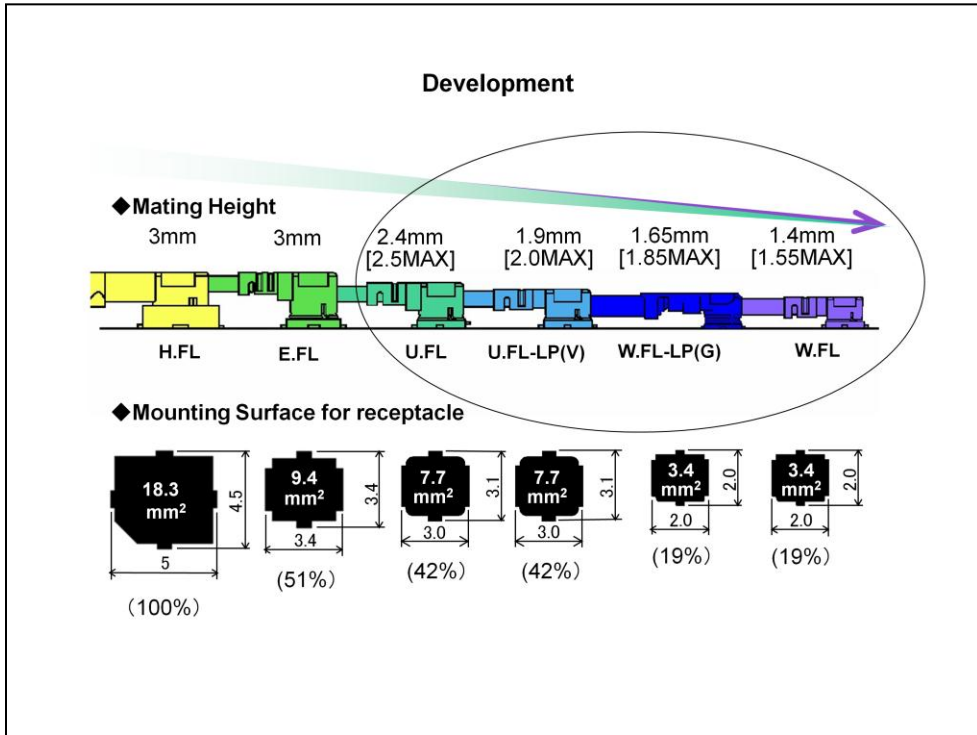 Development
◆Mating Height
3mm 3mm 2.4mm 1.9mm 1.65mm 1.4mm
[2.5MAX] [2.0MAX] [1.85MAX] [1.55MAX]
H.FL E.FL U.FL U.FL-LP(V) W.FL-LP(G) W.FL
◆Mounting Surface for receptacle
18.3 mm² 4.5 5 (100%)
9.4 mm² 3.4 3.4 (51%)
7.7 mm² 3.1 3.0 (42%)
7.7 mm² 3.1 3.0 (42%)
3.4 mm² 2.0 2.0 (19%)
3.4 mm² 2.0 2.0 (19%)